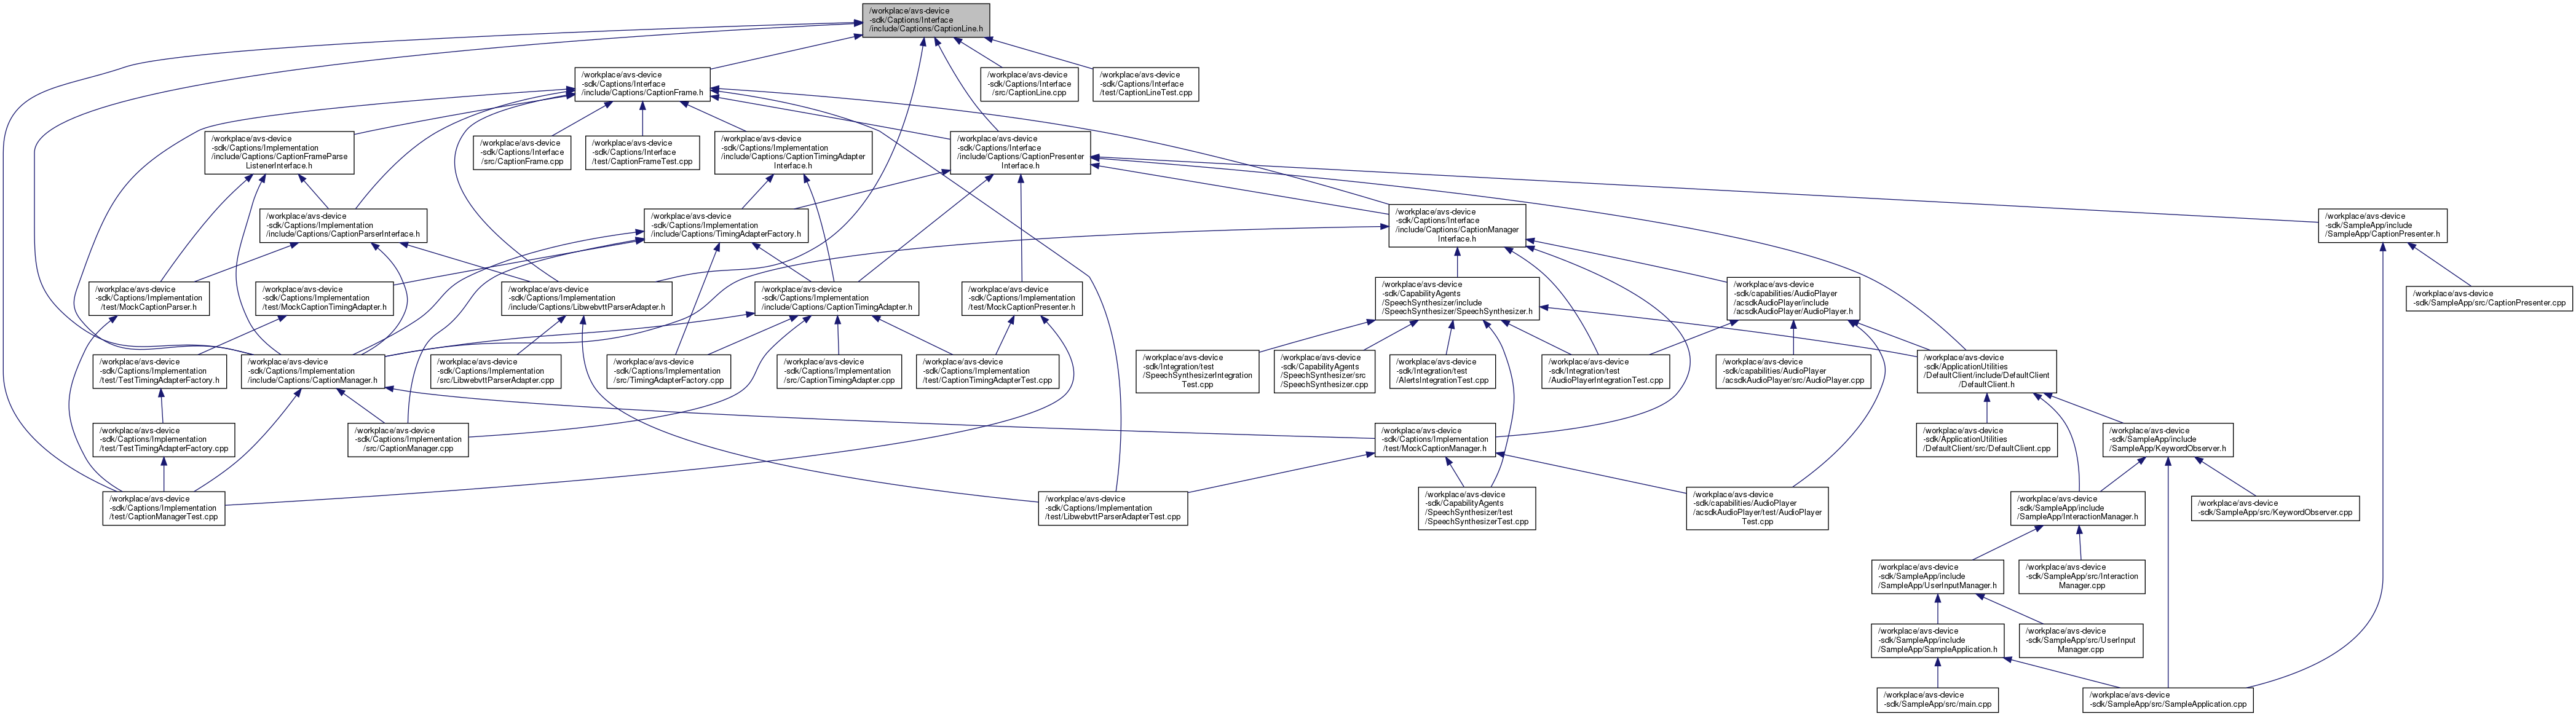 /workplace/avs-device
-sdk/Captions/Interface
/include/Captions/CaptionLine.h
/workplace/avs-device
-sdk/Captions/Interface
/include/Captions/CaptionFrame.h
/workplace/avs-device
-sdk/Captions/Interface
/src/CaptionLine.cpp
/workplace/avs-device
-sdk/Captions/Interface
/test/CaptionLineTest.cpp
/workplace/avs-device
-sdk/Captions/Implementation
/include/Captions/CaptionFrameParse
ListenerInterface.h
/workplace/avs-device
-sdk/Captions/Interface
/src/CaptionFrame.cpp
/workplace/avs-device
-sdk/Captions/Interface
/test/CaptionFrameTest.cpp
/workplace/avs-device
-sdk/Captions/Implementation
/include/Captions/CaptionTimingAdapter
Interface.h
/workplace/avs-device
-sdk/Captions/Interface
/include/Captions/CaptionPresenter
Interface.h
/workplace/avs-device
-sdk/Captions/Implementation
/include/Captions/CaptionParserInterface.h
/workplace/avs-device
-sdk/Captions/Implementation
/include/Captions/TimingAdapterFactory.h
/workplace/avs-device
-sdk/Captions/Interface
/include/Captions/CaptionManager
Interface.h
/workplace/avs-device
-sdk/SampleApp/include
/SampleApp/CaptionPresenter.h
/workplace/avs-device
-sdk/Captions/Implementation
/test/MockCaptionParser.h
/workplace/avs-device
-sdk/Captions/Implementation
/test/MockCaptionTimingAdapter.h
/workplace/avs-device
-sdk/Captions/Implementation
/include/Captions/LibwebvttParserAdapter.h
/workplace/avs-device
-sdk/Captions/Implementation
/include/Captions/CaptionTimingAdapter.h
/workplace/avs-device
-sdk/Captions/Implementation
/test/MockCaptionPresenter.h
/workplace/avs-device
-sdk/CapabilityAgents
/SpeechSynthesizer/include
/SpeechSynthesizer/SpeechSynthesizer.h
/workplace/avs-device
-sdk/capabilities/AudioPlayer
/acsdkAudioPlayer/include
/acsdkAudioPlayer/AudioPlayer.h
/workplace/avs-device
-sdk/SampleApp/src/CaptionPresenter.cpp
/workplace/avs-device
-sdk/Captions/Implementation
/test/TestTimingAdapterFactory.h
/workplace/avs-device
-sdk/Captions/Implementation
/include/Captions/CaptionManager.h
/workplace/avs-device
-sdk/Captions/Implementation
/src/LibwebvttParserAdapter.cpp
/workplace/avs-device
-sdk/Captions/Implementation
/src/TimingAdapterFactory.cpp
/workplace/avs-device
-sdk/Captions/Implementation
/src/CaptionTimingAdapter.cpp
/workplace/avs-device
-sdk/Captions/Implementation
/test/CaptionTimingAdapterTest.cpp
/workplace/avs-device
-sdk/Integration/test
/SpeechSynthesizerIntegration
Test.cpp
/workplace/avs-device
-sdk/CapabilityAgents
/SpeechSynthesizer/src
/SpeechSynthesizer.cpp
/workplace/avs-device
-sdk/Integration/test
/AlertsIntegrationTest.cpp
/workplace/avs-device
-sdk/Integration/test
/AudioPlayerIntegrationTest.cpp
/workplace/avs-device
-sdk/capabilities/AudioPlayer
/acsdkAudioPlayer/src/AudioPlayer.cpp
/workplace/avs-device
-sdk/ApplicationUtilities
/DefaultClient/include/DefaultClient
/DefaultClient.h
/workplace/avs-device
-sdk/Captions/Implementation
/test/TestTimingAdapterFactory.cpp
/workplace/avs-device
-sdk/Captions/Implementation
/src/CaptionManager.cpp
/workplace/avs-device
-sdk/Captions/Implementation
/test/MockCaptionManager.h
/workplace/avs-device
-sdk/ApplicationUtilities
/DefaultClient/src/DefaultClient.cpp
/workplace/avs-device
-sdk/SampleApp/include
/SampleApp/KeywordObserver.h
/workplace/avs-device
-sdk/Captions/Implementation
/test/CaptionManagerTest.cpp
/workplace/avs-device
-sdk/Captions/Implementation
/test/LibwebvttParserAdapterTest.cpp
/workplace/avs-device
-sdk/CapabilityAgents
/SpeechSynthesizer/test
/SpeechSynthesizerTest.cpp
/workplace/avs-device
-sdk/capabilities/AudioPlayer
/acsdkAudioPlayer/test/AudioPlayer
Test.cpp
/workplace/avs-device
-sdk/SampleApp/include
/SampleApp/InteractionManager.h
/workplace/avs-device
-sdk/SampleApp/src/KeywordObserver.cpp
/workplace/avs-device
-sdk/SampleApp/include
/SampleApp/UserInputManager.h
/workplace/avs-device
-sdk/SampleApp/src/Interaction
Manager.cpp
/workplace/avs-device
-sdk/SampleApp/include
/SampleApp/SampleApplication.h
/workplace/avs-device
-sdk/SampleApp/src/UserInput
Manager.cpp
/workplace/avs-device
-sdk/SampleApp/src/main.cpp
/workplace/avs-device
-sdk/SampleApp/src/SampleApplication.cpp